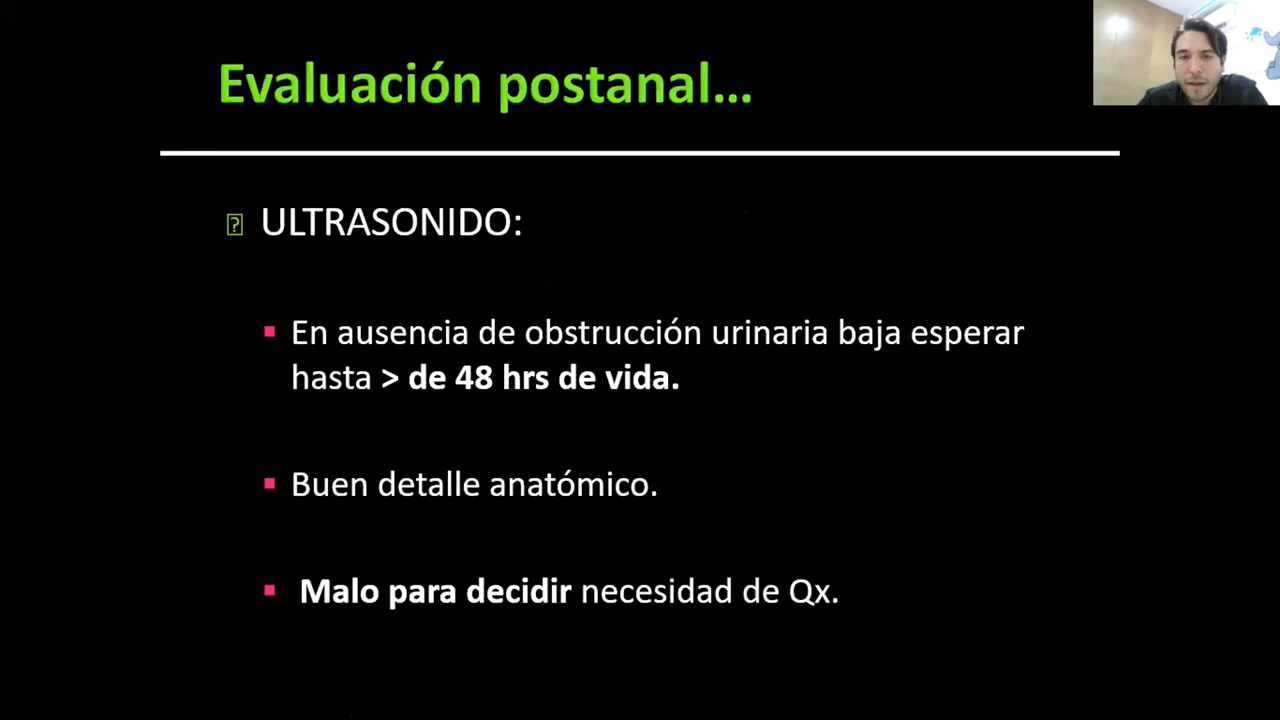 Evaluación postanal...
ULTRASONIDO:
En ausencia de obstrucción urinaria baja esperar
hasta > de 48 hrs de vida.
Buen detalle anatómico.
Malo para decidir necesidad de Qx.